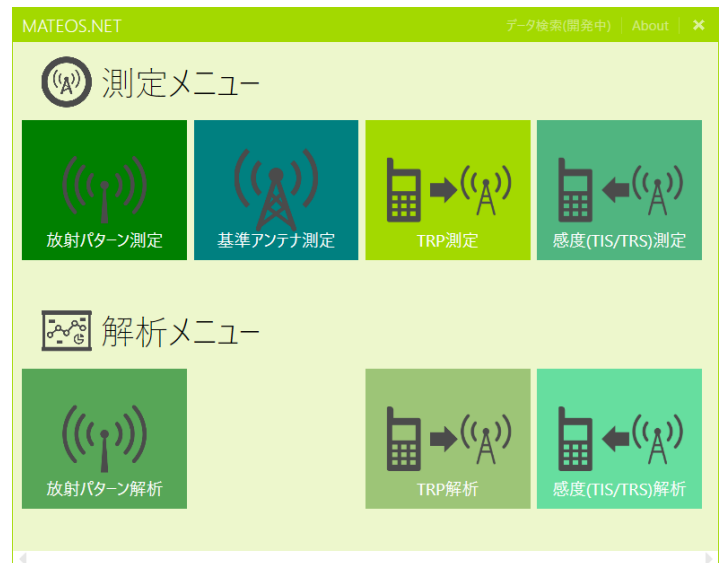 MATEOS.NET データ検索(開発中) About ×
測定メニュー
放射パターン測定 基準アンテナ測定 TRP測定 感度(TIS/TRS)測定
解析メニュー
放射パターン解析 TRP解析 感度(TIS/TRS)解析